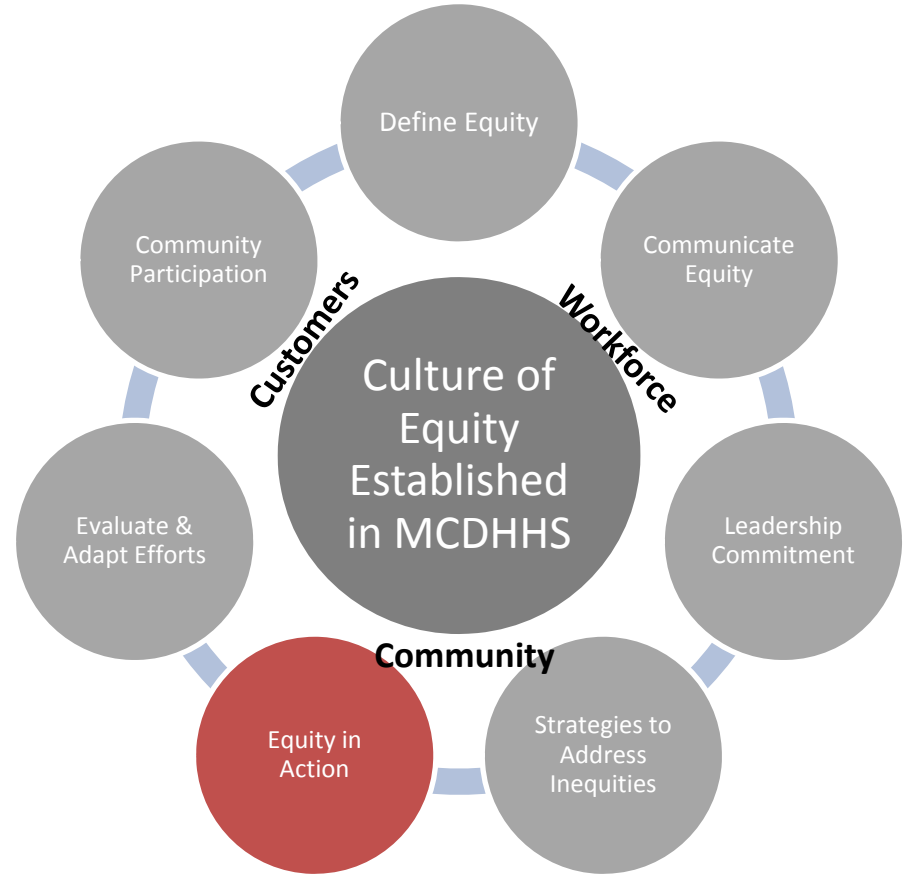 Define Equity
Communicate
Equity
Leadership
Commitment
Strategies to
Address
Inequities
Equity in
Action
Evaluate &
Adapt Efforts
Community
Participation
Customers
Workforce
Community
Culture of
Equity
Established
in MCDHHS